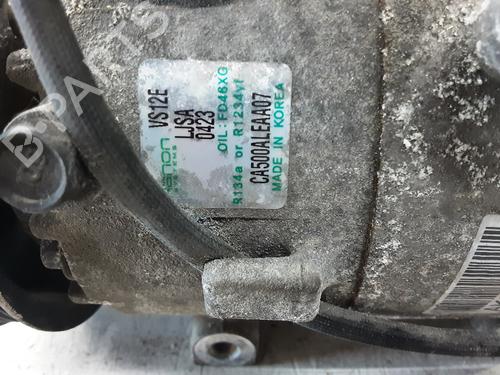 VS12E
LJSA
0423
OIL: FD46XG
R134a or R1234yf
CA500ALEAA07
MADE IN KOREA